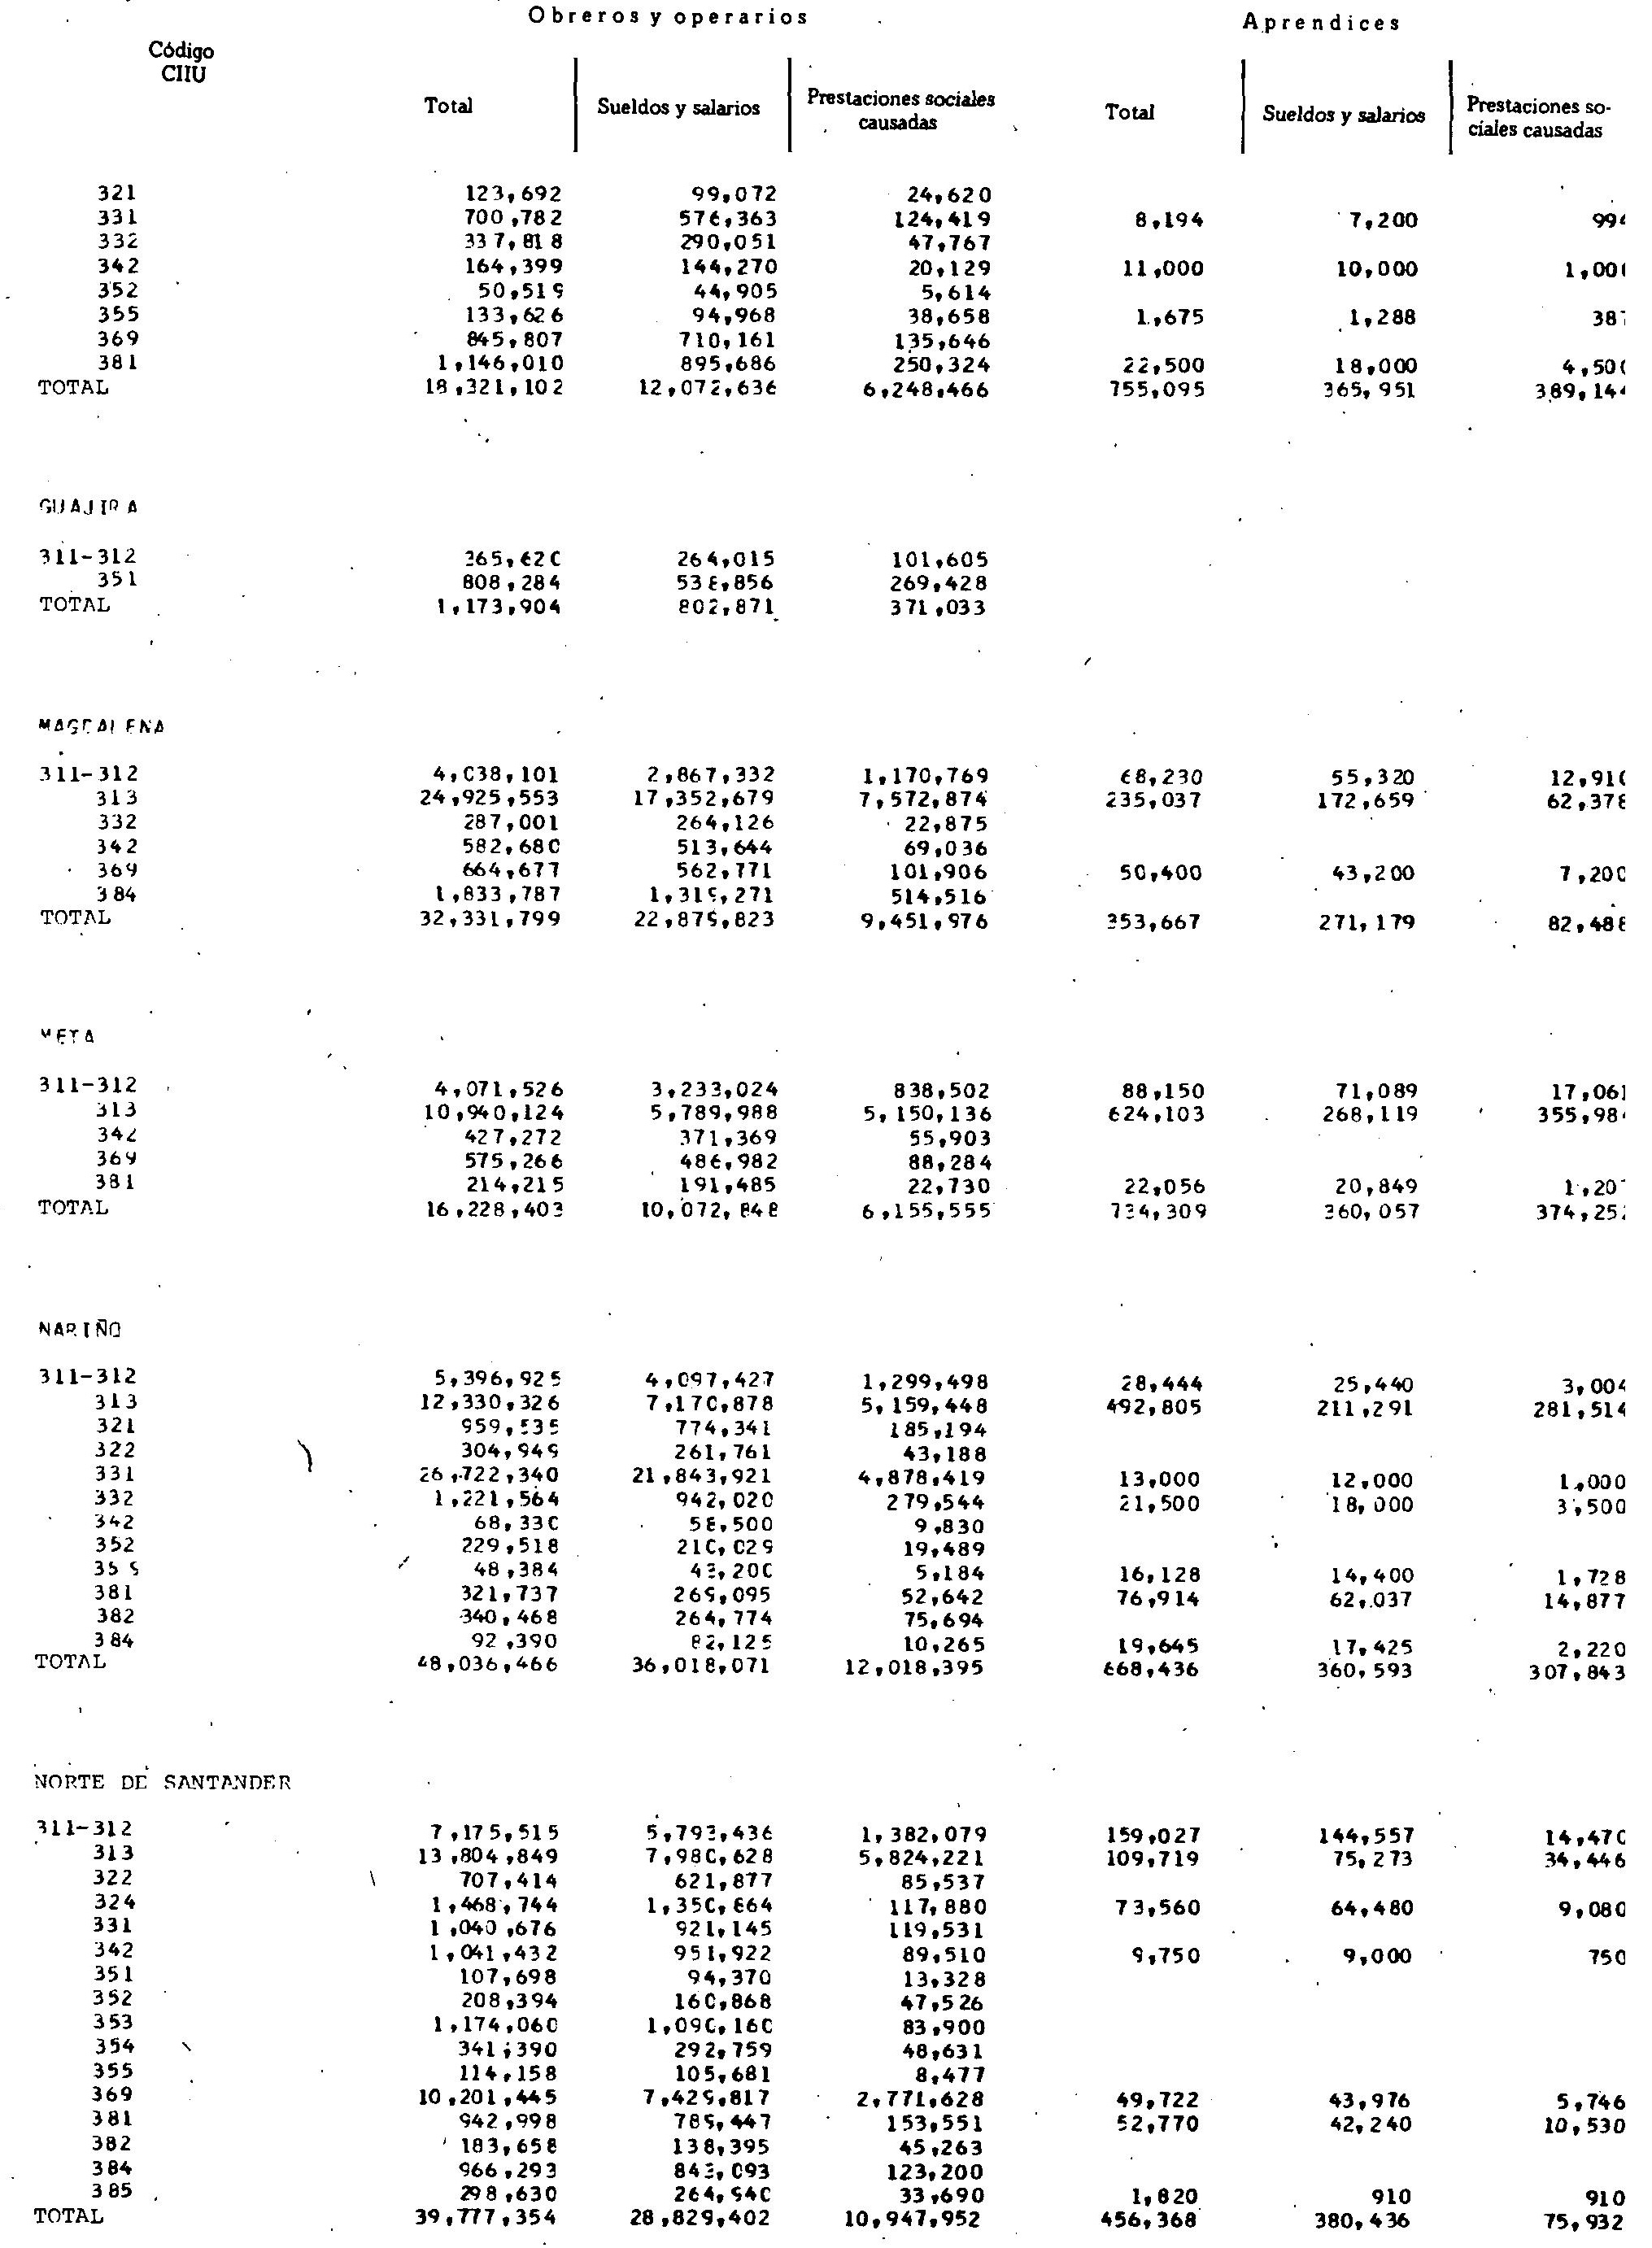 Obreros y operarios Aprendices
Código
CIIU
Total Sueldos y salarios Prestaciones sociales causadas Total Sueldos y salarios Prestaciones so-ciales causadas
321 123,692 99,072 24,620
331 700,782 576,363 124,419 8,194 7,200 994
332 337,818 290,051 47,767
342 164,399 144,270 20,129 11,000 10,000 1,000
352 50,519 44,905 5,614
355 133,626 94,968 38,658 1,675 1,288 387
369 845,807 710,161 135,646
381 1,146,010 895,686 250,324 22,500 18,000 4,500
TOTAL 18,321,102 12,072,636 6,248,466 755,095 365,951 389,144
GUAJIRA
311-312 365,620 264,015 101,605
351 808,284 538,856 269,428
TOTAL 1,173,904 802,871 371,033
MAGDALENA
311-312 4,038,101 2,867,332 1,170,769 68,230 55,320 12,910
313 24,925,553 17,352,679 7,572,874 235,037 172,659 62,378
332 287,001 264,126 22,875
342 582,680 513,644 69,036
369 664,677 562,771 101,906 50,400 43,200 7,200
384 1,833,787 1,319,271 514,516
TOTAL 32,331,799 22,879,823 9,451,976 353,667 271,179 82,488
META
311-312 4,071,526 3,233,024 838,502 88,150 71,089 17,061
313 10,940,124 5,789,988 5,150,136 624,103 268,119 355,984
342 427,272 371,369 55,903
369 575,266 486,982 88,284
381 214,215 191,485 22,730 22,056 20,849 1,207
TOTAL 16,228,403 10,072,848 6,155,555 734,309 360,057 374,252
NARIÑO
311-312 5,396,925 4,097,427 1,299,498 28,444 25,440 3,004
313 12,330,326 7,170,878 5,159,448 492,805 211,291 281,514
321 959,535 774,341 185,194
322 304,949 261,761 43,188
331 26,722,340 21,843,921 4,878,419 13,000 12,000 1,000
332 1,221,564 942,020 279,544 21,500 18,000 3,500
342 68,330 58,500 9,830
352 229,518 210,029 19,489
355 48,384 43,200 5,184 16,128 14,400 1,728
381 321,737 269,095 52,642 76,914 62,037 14,877
382 340,468 264,774 75,694
384 92,390 82,125 10,265 19,645 17,425 2,220
TOTAL 48,036,466 36,018,071 12,018,395 668,436 360,593 307,843
NORTE DE SANTANDER
311-312 7,175,515 5,793,436 1,382,079 159,027 144,557 14,470
313 13,804,849 7,980,628 5,824,221 109,719 75,273 34,446
322 707,414 621,877 85,537
324 1,468,744 1,350,864 117,880 73,560 64,480 9,080
331 1,040,676 921,145 119,531
342 1,041,432 951,922 89,510 9,750 9,000 750
351 107,698 94,370 13,328
352 208,394 160,868 47,526
353 1,174,060 1,090,160 83,900
354 341,390 292,759 48,631
355 114,158 105,681 8,477
369 10,201,445 7,429,817 2,771,628 49,722 43,976 5,746
381 942,998 789,447 153,551 52,770 42,240 10,530
382 183,658 138,395 45,263
384 966,293 843,093 123,200
385 298,630 264,940 33,690 1,820 910 910
TOTAL 39,777,354 28,829,402 10,947,952 456,368 380,436 75,932